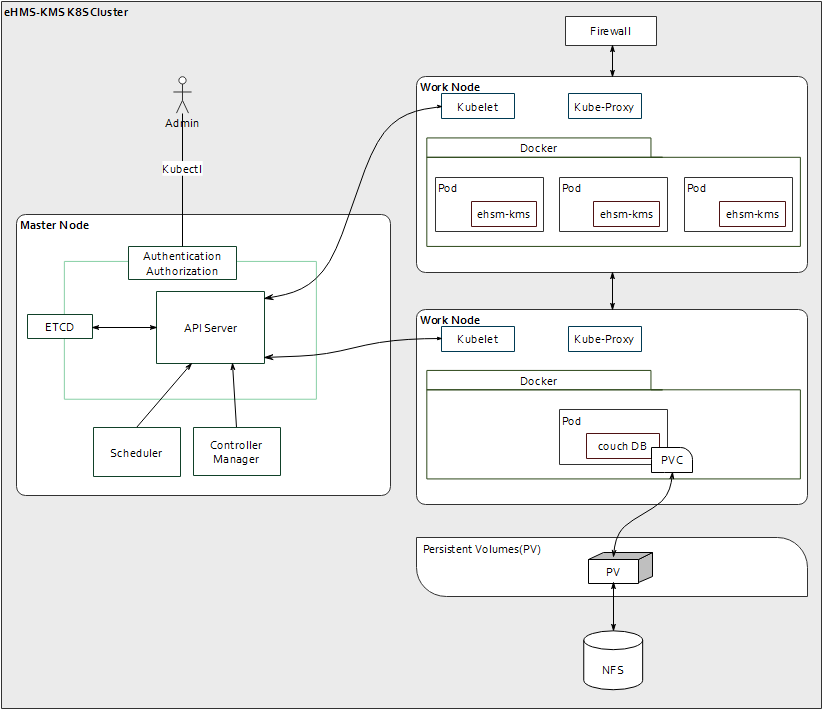 eHMS-KMS K8S Cluster
Firewall
Work Node
Kubelet
Kube-Proxy
Docker
Pod
ehsm-kms
Pod
ehsm-kms
Pod
ehsm-kms
Admin
Kubectl
Master Node
Authentication
Authorization
ETCD
API Server
Scheduler
Controller
Manager
Work Node
Kubelet
Kube-Proxy
Docker
Pod
couch DB
PVC
Persistent Volumes(PV)
PV
NFS